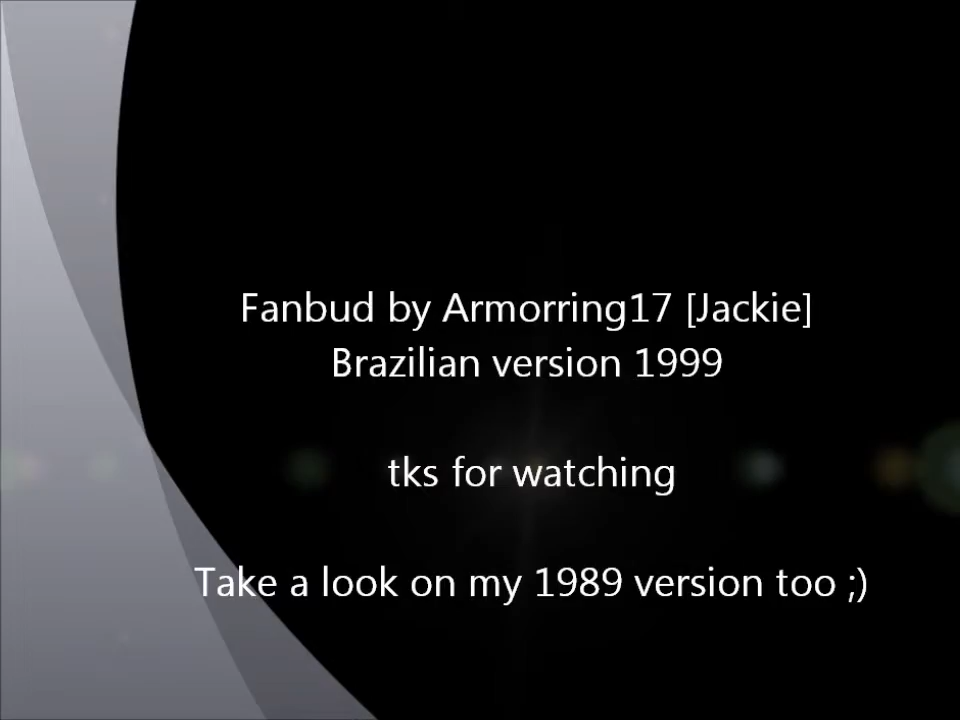 Fanbud by Armorring17 [Jackie]
Brazilian version 1999
tks for watching
Take a look on my 1989 version too ;)